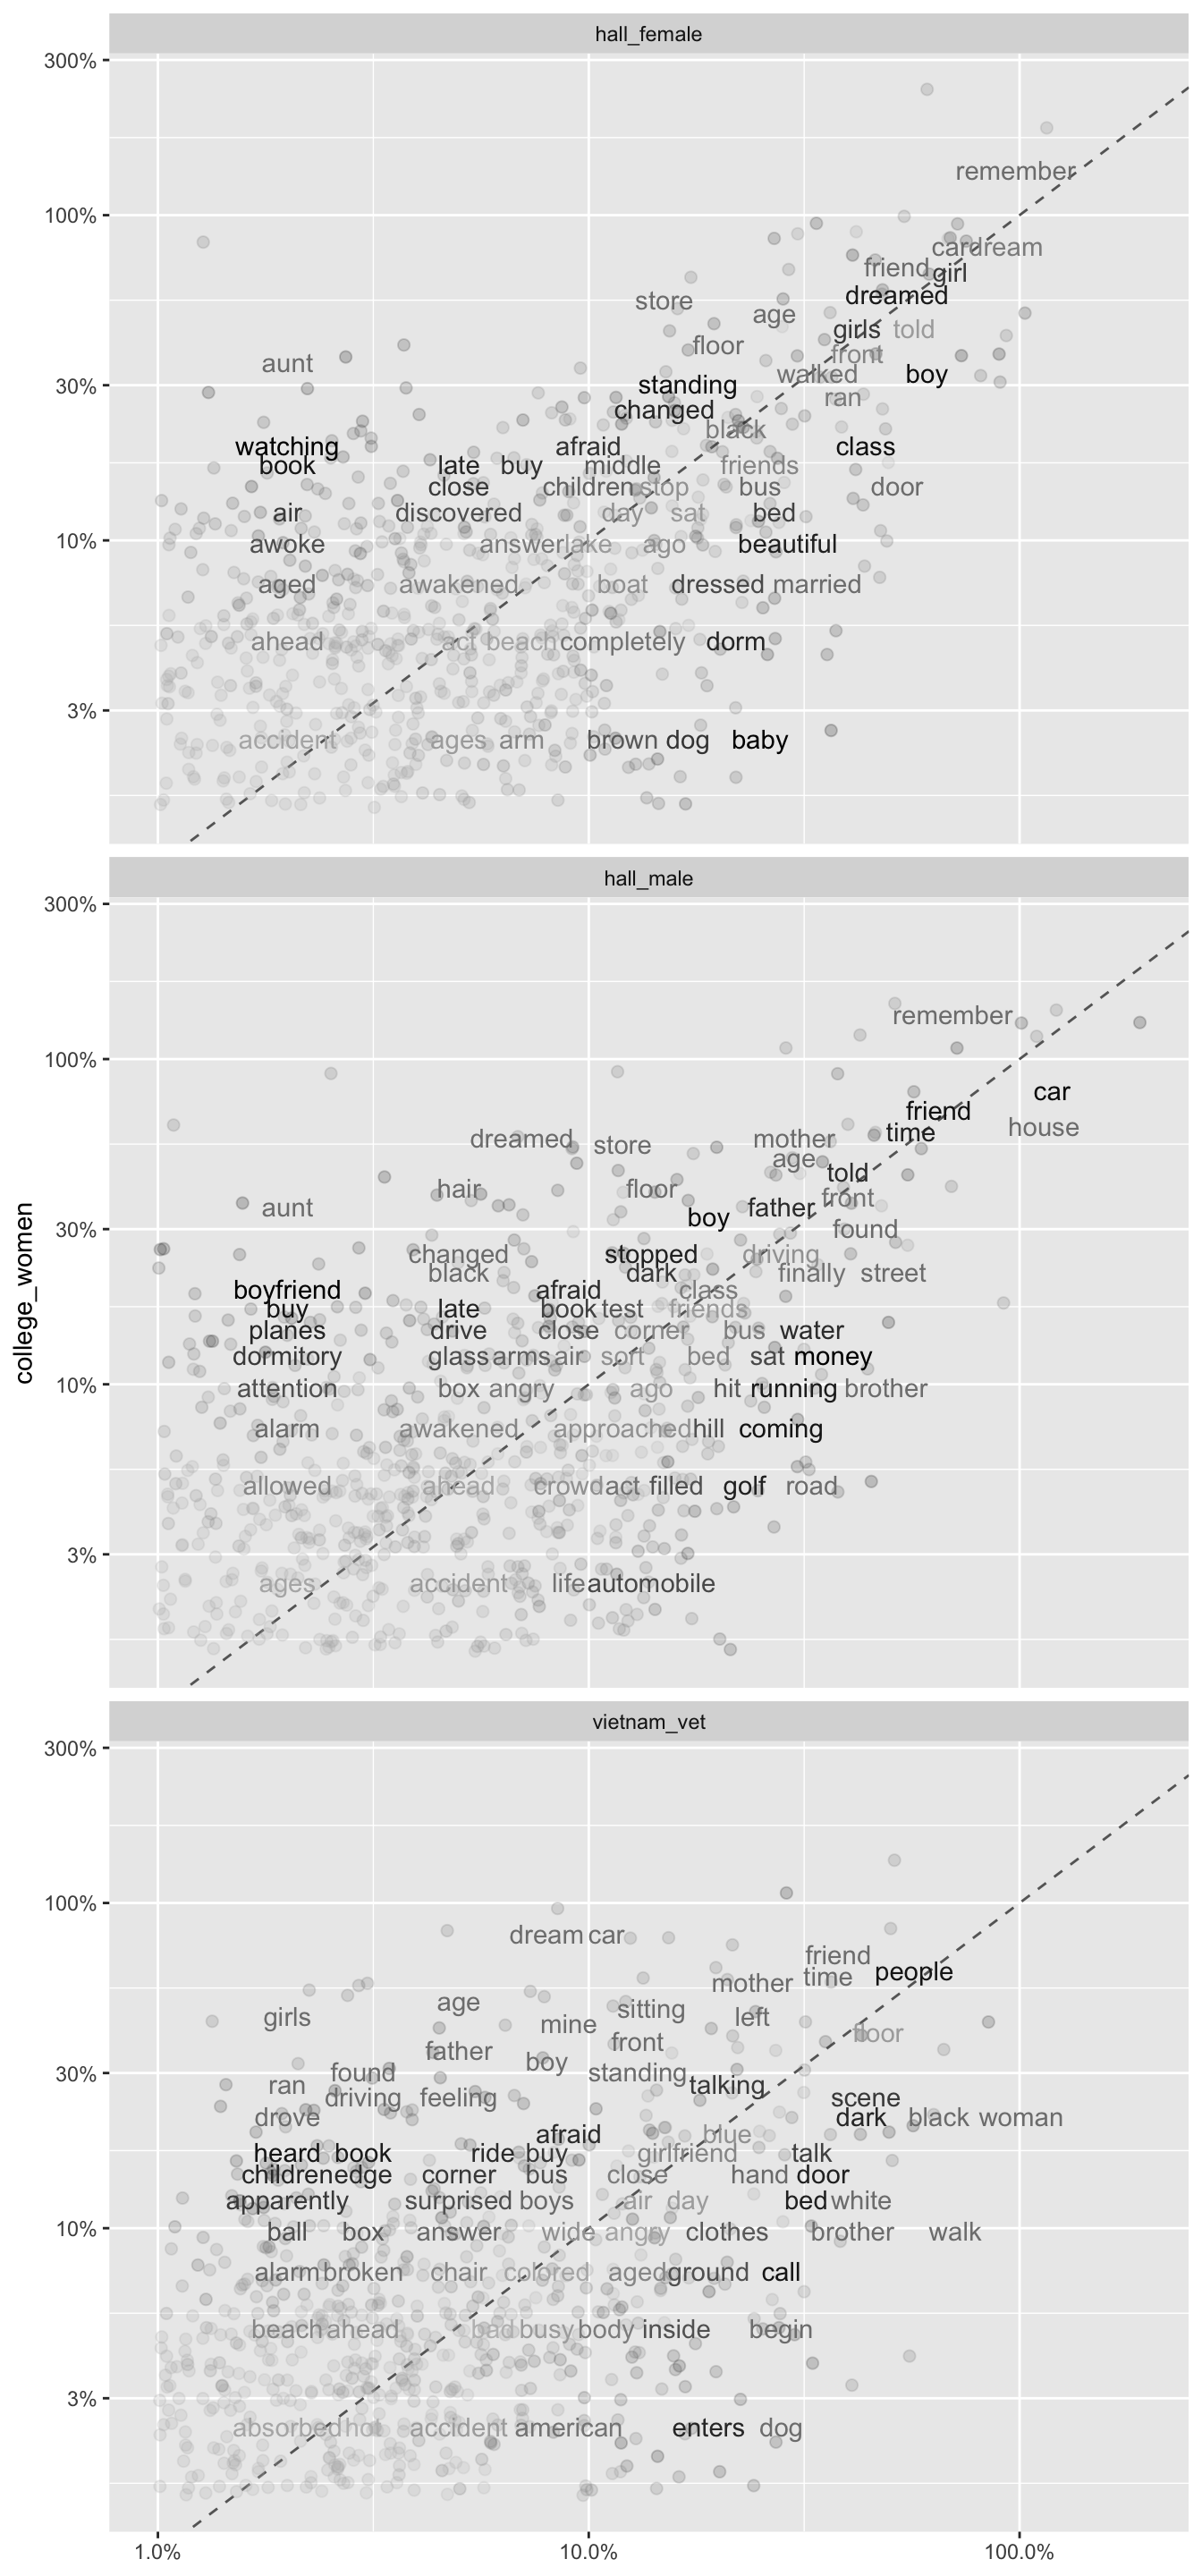 hall_female
300%
remember
100%
car dream
friend girl
dreamed
store
age
girls told
floor
front
aunt
walked boy
standing
ran
changed
black
watching afraid class
book late buy middle friends
close children stop bus door
air discovered day sat bed
awoke answer lake ago beautiful
aged awakened boat dressed married
ahead act beach completely dorm
accident ages arm brown dog baby
30%
10%
3%
hall_male
300%
remember
100%
car
friend
house
time
dreamed store mother
age
told
hair floor
front
aunt father
boy
30%
found
changed stopped driving
black dark finally street
boyfriend afraid class
buy late book test friends
planes drive close corner bus water
dormitory glass arms air soft bed sat money
10%
attention box angry ago hit running brother
alarm awakened approached hill coming
allowed ahead crowd act filled golf road
3%
ages accident life automobile
college_women
vietnam_vet
300%
100%
dream car
friend
people
time
mother
age
sitting
girls left
mine
floor
front
father
boy
30%
found standing
ran talking
driving feeling scene
drove dark black woman
afraid blue
heard book ride buy girlfriend talk
children edge corner bus close hand door
apparently surprised boys air day bed white
10%
ball box answer wide angry clothes brother walk
alarm broken chair colored aged ground call
beach ahead bad busy body inside begin
3%
absorbed hot accident american enters dog
1.0% 10.0% 100.0%